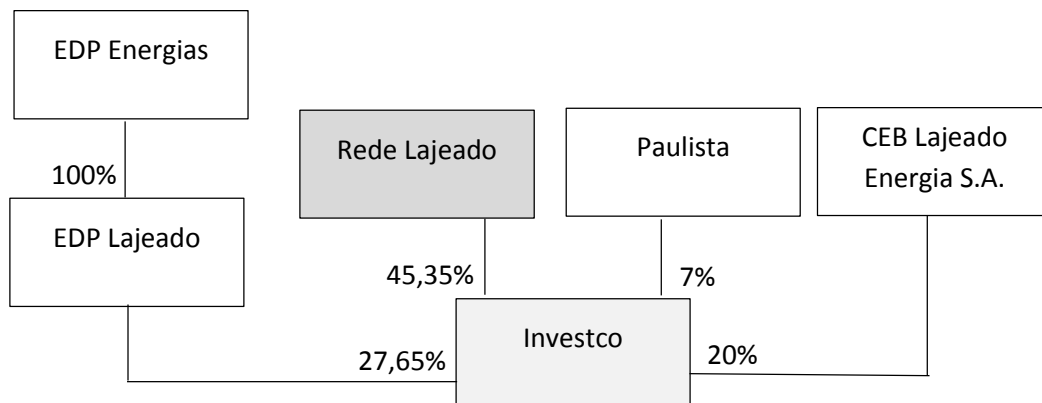 EDP Energias
Rede Lajeado
Paulista
CEB Lajeado
Energia S.A.
100%
EDP Lajeado
45,35%
7%
Investco
27,65%
20%